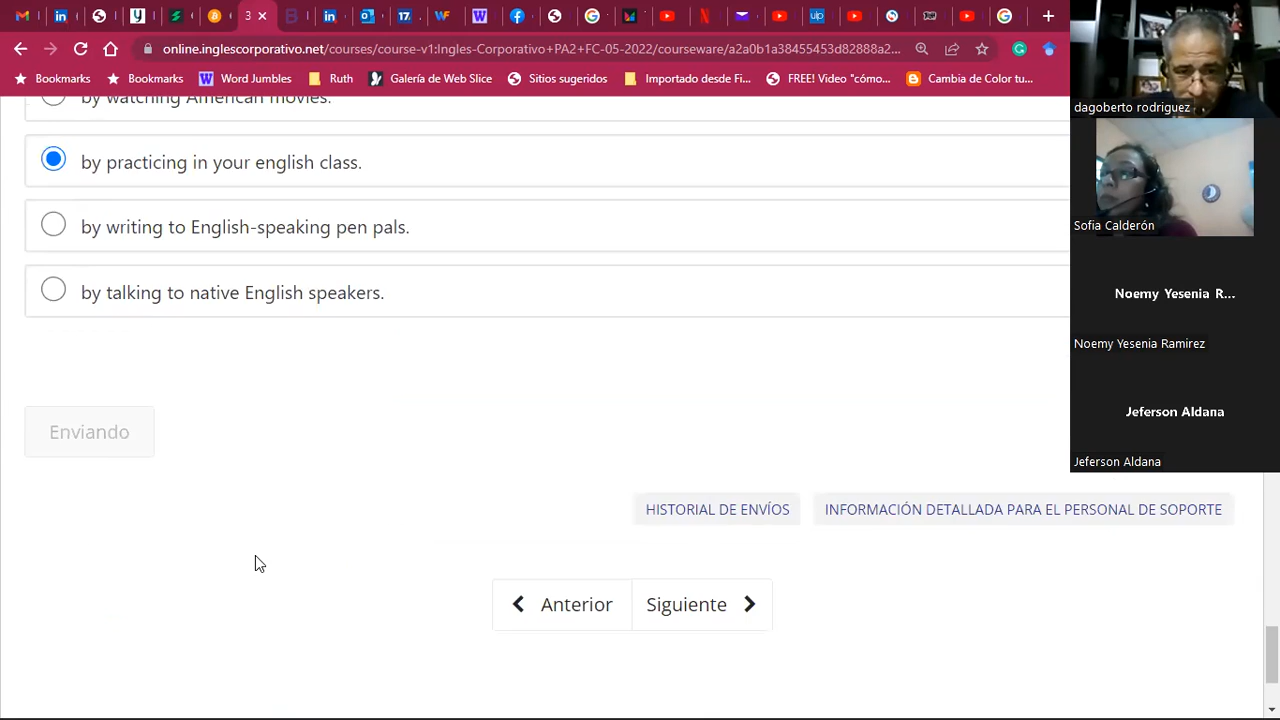 3
17
WF
W
uip
online.inglescorporativo.net/courses/course-v1:Ingles-Corporativo+PA2+FC-05-2022/courseware/a2a0b1a38455453d82888a2...
Bookmarks
Bookmarks
Word Jumbles
Ruth
Galería de Web Slice
Sitios sugeridos
Importado desde Fi...
FREE! Video "cómo...
Cambia de Color tu...
by watching American movies.
by practicing in your english class.
by writing to English-speaking pen pals.
by talking to native English speakers.
Enviando
HISTORIAL DE ENVÍOS
INFORMACIÓN DETALLADA PARA EL PERSONAL DE SOPORTE
Anterior
Siguiente
dagoberto rodriguez
Sofia Calderón
Noemy Yesenia R...
Noemy Yesenia Ramirez
Jeferson Aldana
Jeferson Aldana